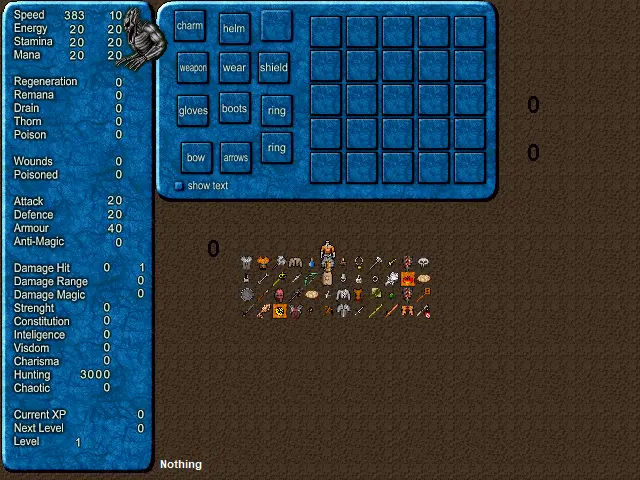 Speed 383 10
Energy 20 20
Stamina 20 20
Mana 20 20
Regeneration 0
Remana 0
Drain 0
Thorn 0
Poison 0
Wounds 0
Poisoned 0
Attack 20
Defence 20
Armour 40
Anti-Magic 0
Damage Hit 0 1
Damage Range 0
Damage Magic 0
Strenght 0
Constitution 0
Inteligence 0
Visdom 0
Charisma 0
Hunting 3000
Chaotic 0
Current XP 0
Next Level 0
Level 1
charm helm
weapon wear shield
gloves boots ring
bow arrows ring
show text
0
0
0
Nothing